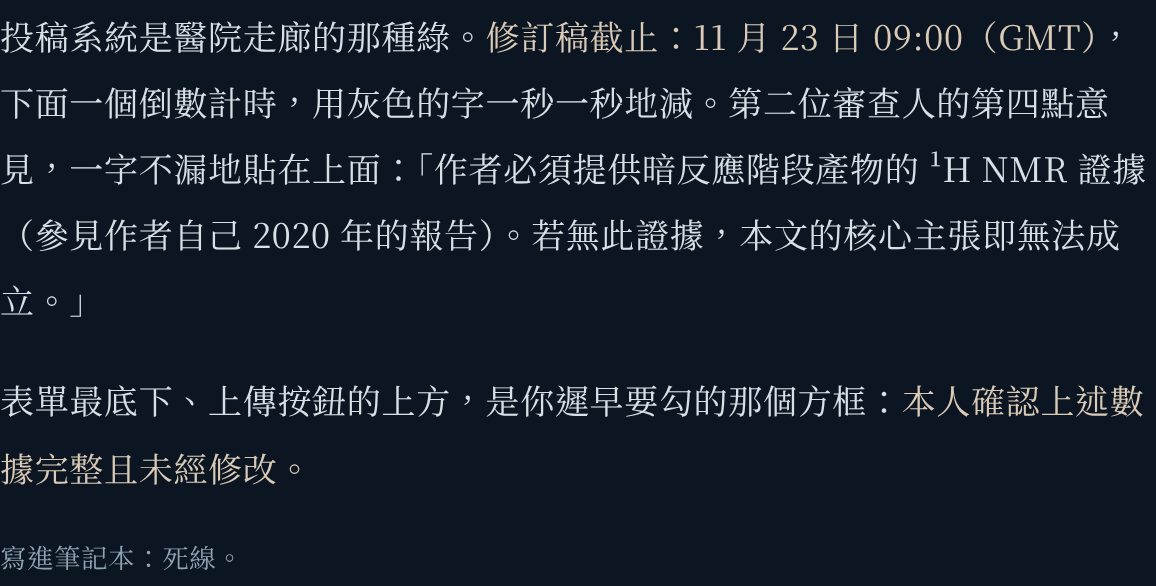 投稿系統是醫院走廊的那種綠。修訂稿截止：11 月 23 日 09:00（GMT），
下面一個倒數計時，用灰色的字一秒一秒地減。第二位審查人的第四點意
見，一字不漏地貼在上面：「作者必須提供暗反應階段產物的 ¹H NMR 證據
（參見作者自己 2020 年的報告）。若無此證據，本文的核心主張即無法成
立。」
表單最底下、上傳按鈕的上方，是你遲早要勾的那個方框：本人確認上述數
據完整且未經修改。
寫進筆記本：死線。